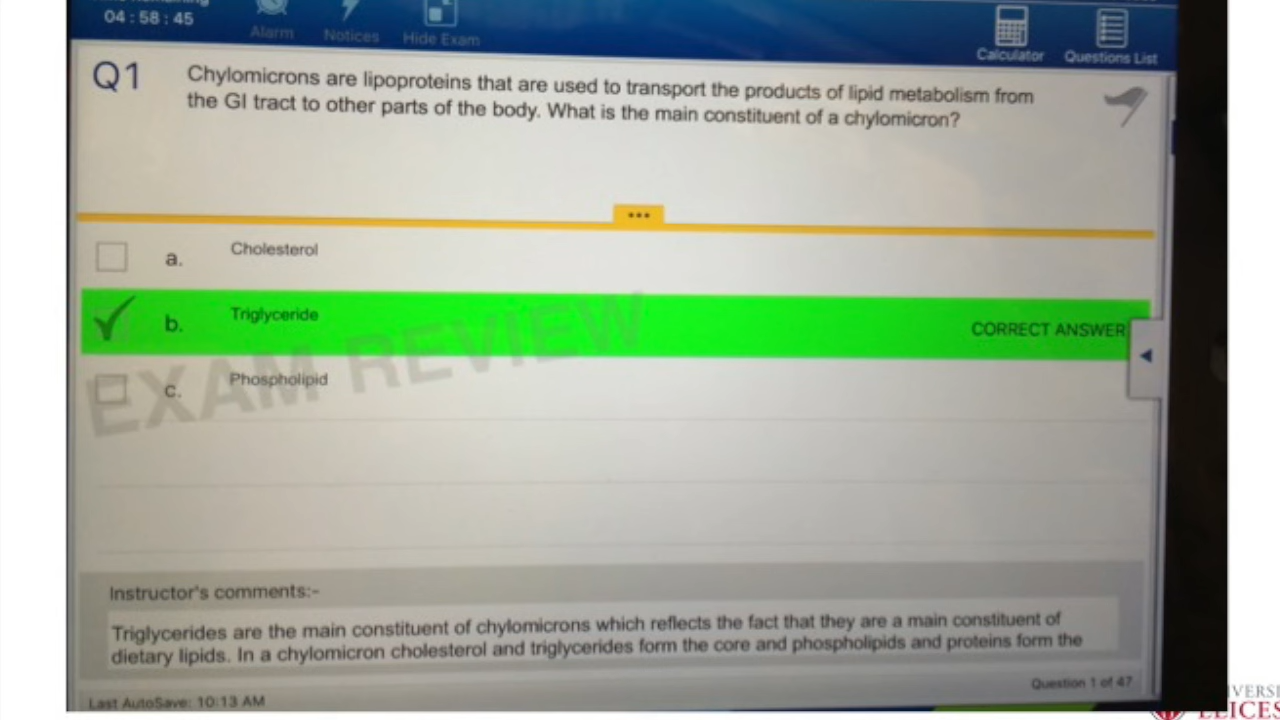 04 : 58 : 45
Alarm
Notices
Hide Exam
Calculator
Questions List
Q1
Chylomicrons are lipoproteins that are used to transport the products of lipid metabolism from
the GI tract to other parts of the body. What is the main constituent of a chylomicron?
a. Cholesterol
b. Triglyceride CORRECT ANSWER
c. Phospholipid
EXAM REVIEW
Instructor's comments:-
Triglycerides are the main constituent of chylomicrons which reflects the fact that they are a main constituent of
dietary lipids. In a chylomicron cholesterol and triglycerides form the core and phospholipids and proteins form the
Question 1 of 47
Last AutoSave: 10:13 AM